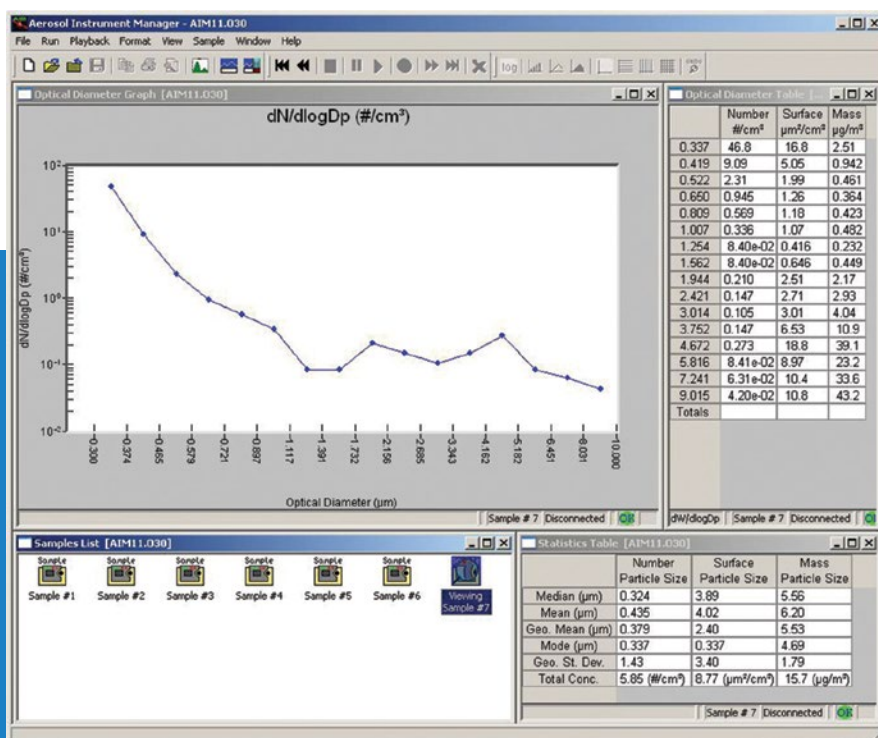 Aerosol Instrument Manager - AIM11.030
File Run Playback Format View Sample Window Help
log
Optical Diameter Graph [AIM11.030]
dN/dlogDp (#/cm³)
dN/dlogDp (#/cm³)
10²
10¹
10⁰
10⁻¹
10⁻²
0.300 0.374 0.465 0.579 0.721 0.897 1.117 1.391 1.732 2.156 2.685 3.343 4.162 5.182 6.451 8.031 10.000
Optical Diameter (µm)
Sample # 7 Disconnected OK
Optical Diameter Table [...
Number Surface Mass
#/cm³ µm²/cm³ µg/m³
0.337 46.8 16.8 2.51
0.419 9.09 5.05 0.942
0.522 2.31 1.99 0.461
0.650 0.945 1.26 0.364
0.809 0.569 1.18 0.423
1.007 0.336 1.07 0.482
1.254 8.40e-02 0.416 0.232
1.562 8.40e-02 0.646 0.449
1.944 0.210 2.51 2.17
2.421 0.147 2.71 2.93
3.014 0.105 3.01 4.04
3.752 0.147 6.53 10.9
4.672 0.273 18.8 39.1
5.816 8.41e-02 8.97 23.2
7.241 6.31e-02 10.4 33.6
9.015 4.20e-02 10.8 43.2
Totals
dW/dlogDp Sample # 7 Disconnected
Samples List [AIM11.030]
Sample Sample Sample Sample Sample Sample
Sample #1 Sample #2 Sample #3 Sample #4 Sample #5 Sample #6 Viewing
Sample #7
Statistics Table [AIM11.030]
Number Surface Mass
Particle Size Particle Size Particle Size
Median (µm) 0.324 3.89 5.56
Mean (µm) 0.435 4.02 6.20
Geo. Mean (µm) 0.379 2.40 5.53
Mode (µm) 0.337 0.337 4.69
Geo. St. Dev. 1.43 3.40 1.79
Total Conc. 5.85 (#/cm³) 8.77 (µm²/cm³) 15.7 (µg/m³)
Sample # 7 Disconnected OK